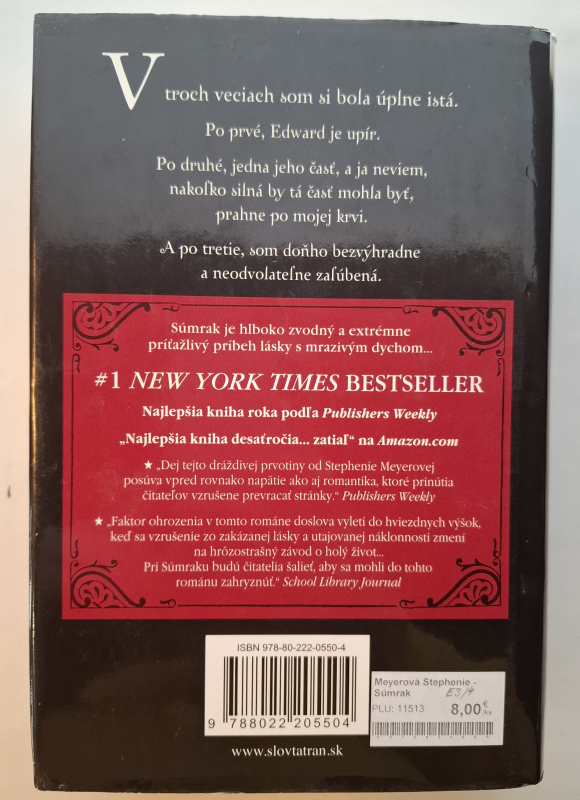 V troch veciach som si bola úplne istá.
Po prvé, Edward je upír.
Po druhé, jedna jeho časť, a ja neviem,
nakoľko silná by tá časť mohla byť,
prahne po mojej krvi.
A po tretie, som doňho bezvýhradne
a neodvolateľne zaľúbená.
Súmrak je hlboko zvodný a extrémne
príťažlivý príbeh lásky s mrazivým dychom...
#1 NEW YORK TIMES BESTSELLER
Najlepšia kniha roka podľa Publishers Weekly
„Najlepšia kniha desaťročia... zatiaľ“ na Amazon.com
★ „Dej tejto dráždivej prvotiny od Stephenie Meyerovej
posúva vpred rovnako napätie ako aj romantika, ktoré prinútia
čitateľov vzrušene prevracať stránky.“ Publishers Weekly
★ „Faktor ohrozenia v tomto románe doslova vyletí do hviezdnych výšok,
keď sa vzrušenie zo zakázanej lásky a utajovanej náklonnosti zmení
na hrôzostrašný závod o holý život...
Pri Súmraku budú čitatelia šalieť, aby sa mohli do tohto
románu zahryznúť.“ School Library Journal
ISBN 978-80-222-0550-4
9 788022 205504
www.slovtatran.sk
Meyerová Stephenie -
Súmrak E3/4
PLU: 11513 8,00 €/ks